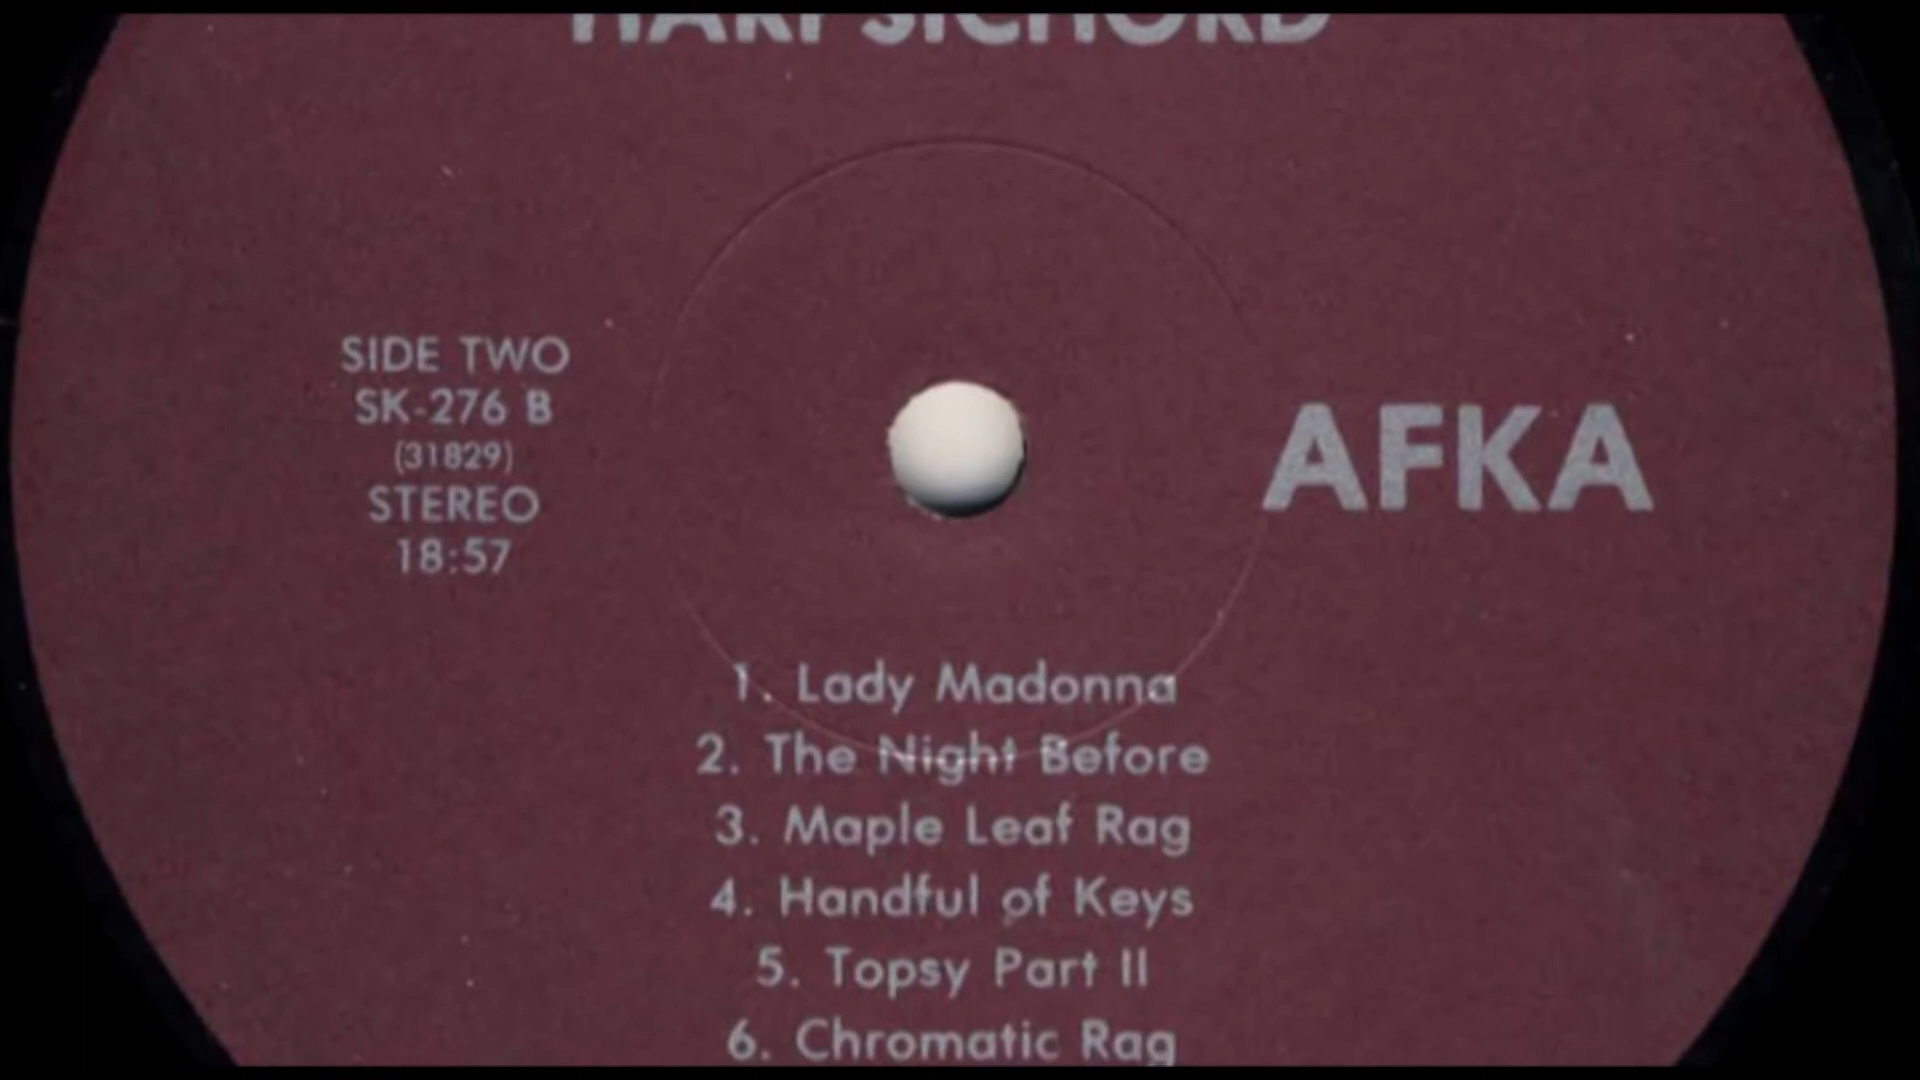 HARPSICHORD
SIDE TWO
SK-276 B
(31829)
STEREO
18:57
AFKA
1. Lady Madonna
2. The Night Before
3. Maple Leaf Rag
4. Handful of Keys
5. Topsy Part II
6. Chromatic Rag